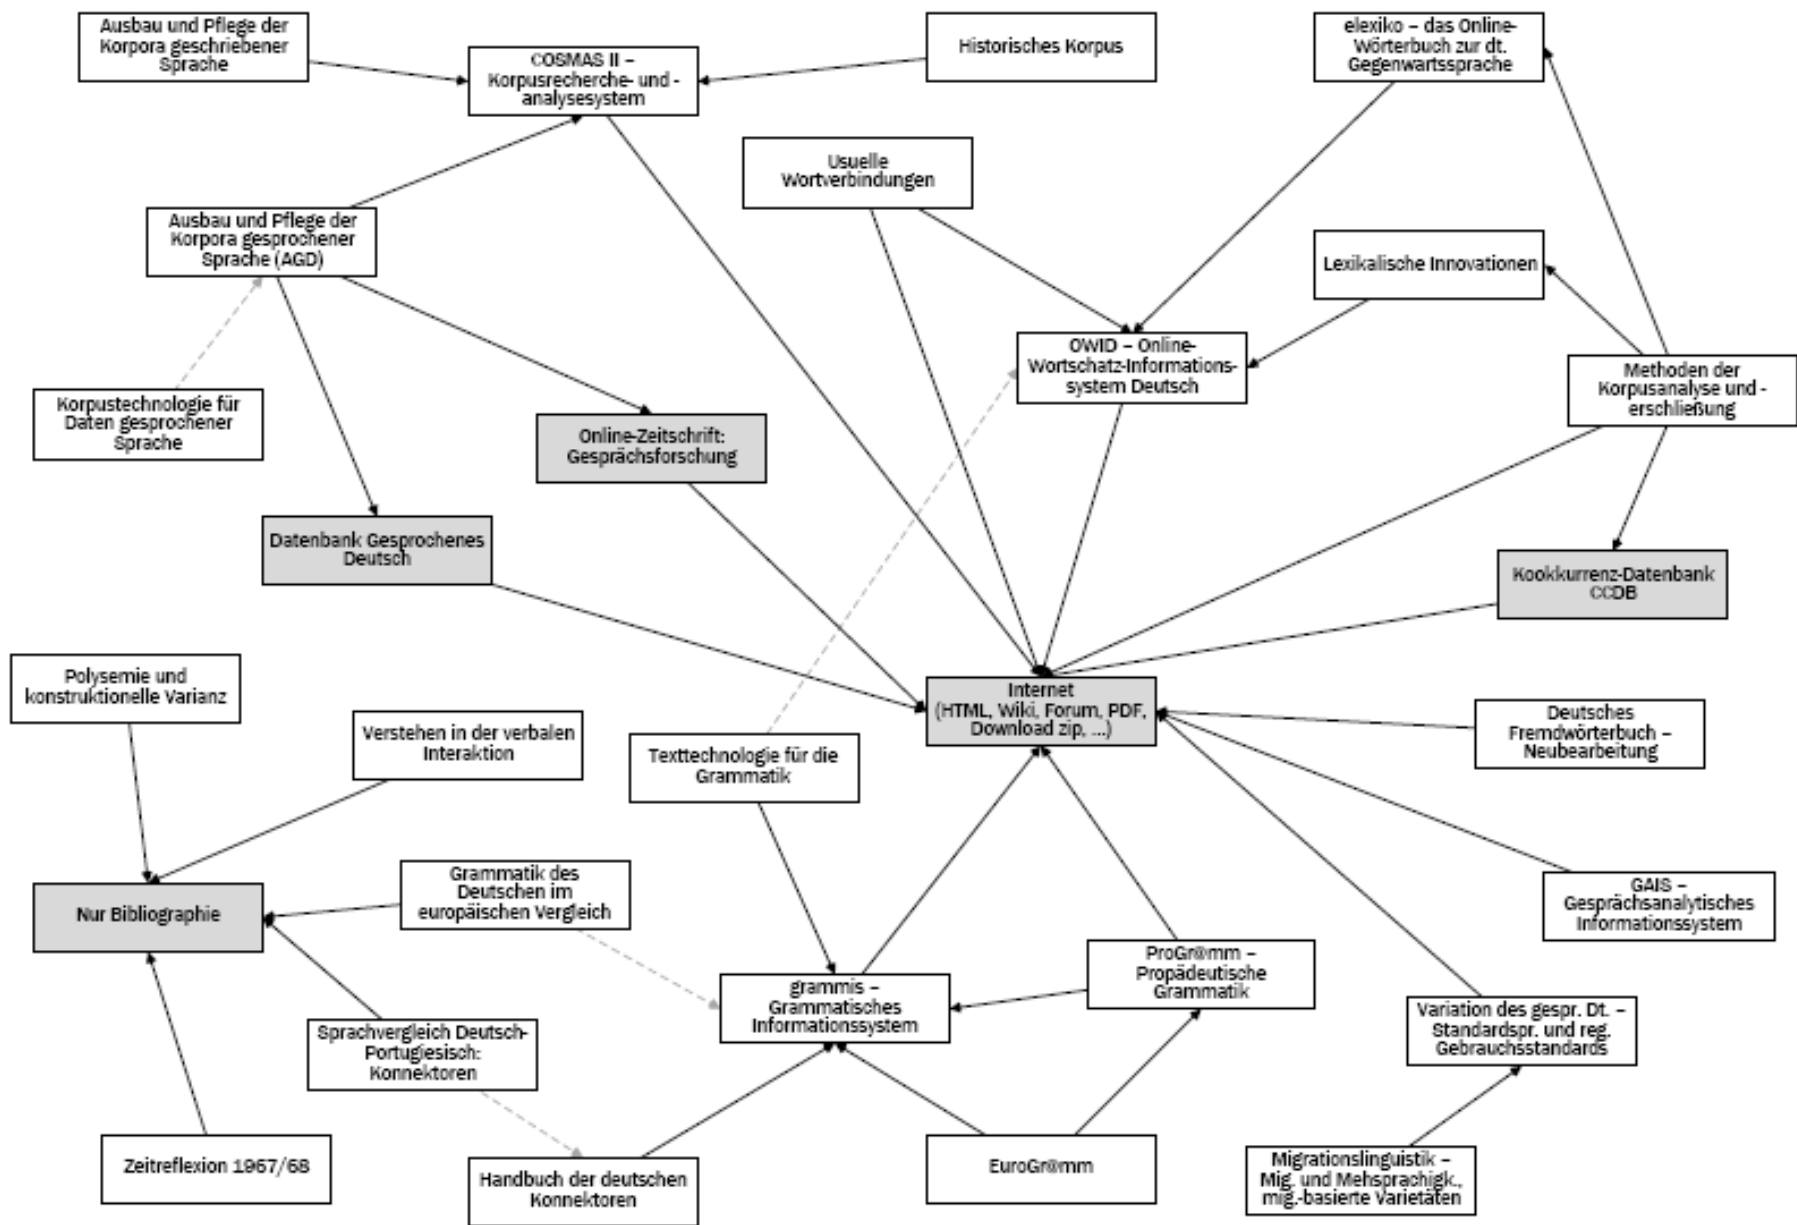 Ausbau und Pflege der
Korpora geschriebener
Sprache
COSMAS II –
Korpusrecherche- und -
analysesystem
Historisches Korpus
elexiko – das Online-
Wörterbuch zur dt.
Gegenwartssprache
Usuelle
Wortverbindungen
Ausbau und Pflege der
Korpora gesprochener
Sprache (AGD)
Lexikalische Innovationen
OWID – Online-
Wortschatz-Informations-
system Deutsch
Methoden der
Korpusanalyse und -
erschließung
Korpustechnologie für
Daten gesprochener
Sprache
Online-Zeitschrift:
Gesprächsforschung
Datenbank Gesprochenes
Deutsch
Kookkurrenz-Datenbank
CCDB
Polysemie und
konstruktionelle Varianz
Verstehen in der verbalen
Interaktion
Texttechnologie für die
Grammatik
Internet
(HTML, Wiki, Forum, PDF,
Download zip, ...)
Deutsches
Fremdwörterbuch –
Neubearbeitung
Nur Bibliographie
Grammatik des
Deutschen im
europäischen Vergleich
GAIS –
Gesprächsanalytisches
Informationssystem
grammis –
Grammatisches
Informationssystem
ProGr@mm –
Propädeutische
Grammatik
Sprachvergleich Deutsch-
Portugiesisch:
Konnektoren
Variation des gespr. Dt. –
Standardspr. und reg.
Gebrauchsstandards
Zeitreflexion 1967/68
Handbuch der deutschen
Konnektoren
EuroGr@mm
Migrationslinguistik –
Mig. und Mehsprachigk.,
mig.-basierte Varietäten